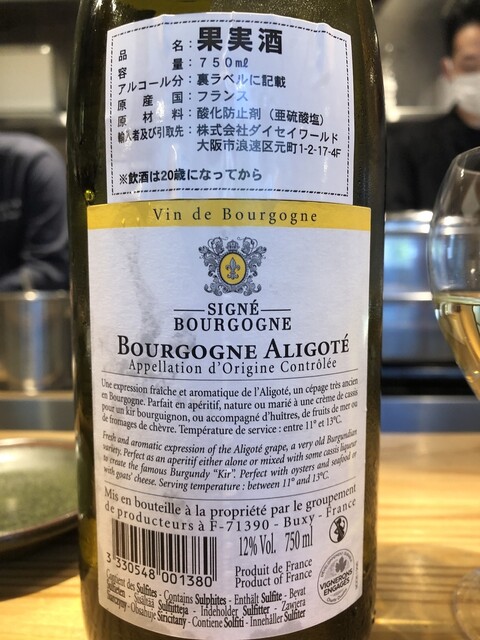 品名：果実酒
容量：750㎖
アルコール分：裏ラベルに記載
原産国：フランス
原材料：酸化防止剤（亜硫酸塩）
輸入者及び引取先：株式会社ダイセイワールド
大阪市浪速区元町1-2-17-4F
※飲酒は20歳になってから
Vin de Bourgogne
SIGNÉ
BOURGOGNE
BOURGOGNE ALIGOTÉ
Appellation d'Origine Contrôlée
Une expression fraîche et aromatique de l'Aligoté, un cépage très ancien
en Bourgogne. Parfait en apéritif, nature ou marié à une crème de cassis
pour un kir bourguignon, ou accompagné d'huîtres, de fruits de mer ou
de fromages de chèvre. Température de service : entre 11° et 13°C.
Fresh and aromatic expression of the Aligoté grape, a very old Burgundian
variety. Perfect as an aperitif either alone or mixed with some cassis liqueur
to create the famous Burgundy "Kir". Perfect with oysters and seafood or
with goats' cheese. Serving temperature : between 11° and 13°C.
Mis en bouteille à la propriété par le groupement
de producteurs à F-71390 - Buxy - France
12% Vol. 750 ml
3 330548 001380
Produit de France
Product of France
VIGNERONS
ENGAGÉS
Contient des Sulfites - Contains Sulphites - Enthält Sulfite - Bevat
Sulfieten - Obsahuje Siricitany - Contiene Solfiti - Innehåller Sulfiter